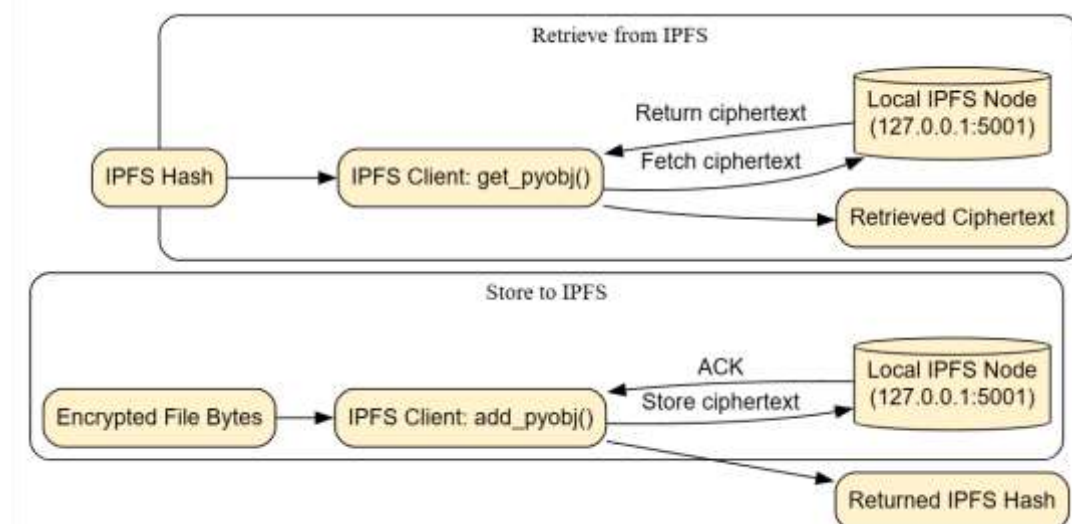 Retrieve from IPFS
Local IPFS Node
(127.0.0.1:5001)
Return ciphertext
Fetch ciphertext
IPFS Hash
IPFS Client: get_pyobj()
Retrieved Ciphertext
Store to IPFS
Local IPFS Node
(127.0.0.1:5001)
ACK
Store ciphertext
Encrypted File Bytes
IPFS Client: add_pyobj()
Returned IPFS Hash